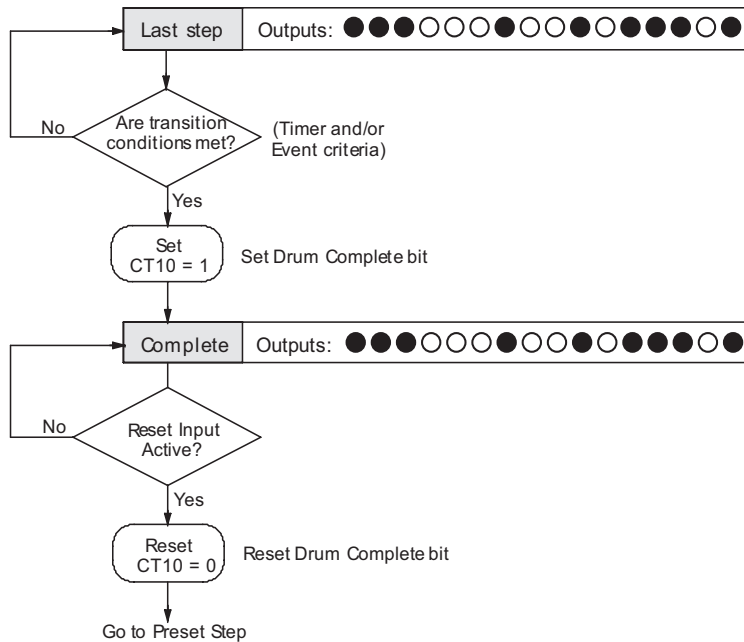 Last step Outputs:
Are transition
conditions met?
(Timer and/or
Event criteria)
No
Yes
Set
CT10 = 1
Set Drum Complete bit
Complete Outputs:
No
Reset Input
Active?
Yes
Reset
CT10 = 0
Reset Drum Complete bit
Go to Preset Step